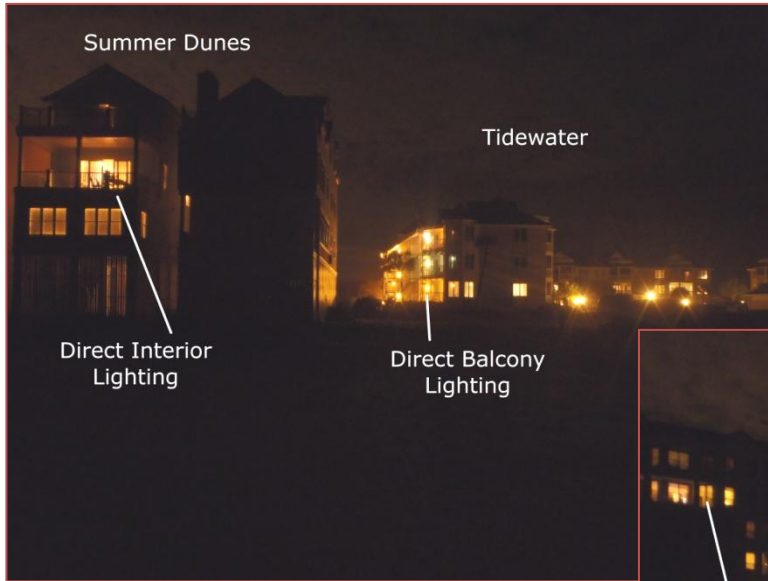 Summer Dunes
Tidewater
Direct Interior
Lighting
Direct Balcony
Lighting